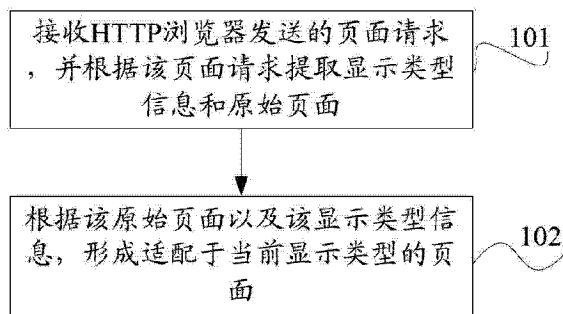 接收HTTP浏览器发送的页面请求
，并根据该页面请求提取显示类型
信息和原始页面
101
根据该原始页面以及该显示类型信
息，形成适配于当前显示类型的页
面
102